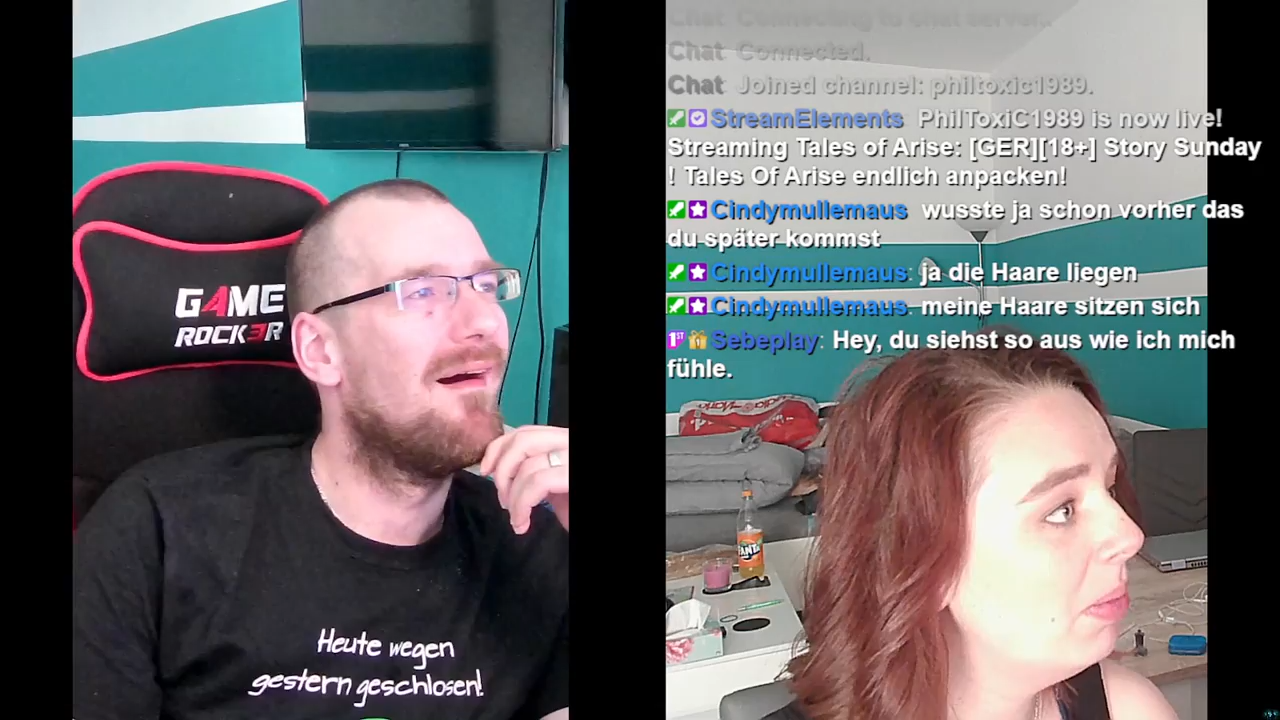 Chat Connecting to chat server..
Chat Connected.
Chat Joined channel: philtoxic1989.
StreamElements PhilToxiC1989 is now live!
Streaming Tales of Arise: [GER][18+] Story Sunday
! Tales Of Arise endlich anpacken!
Cindymullemaus wusste ja schon vorher das
du später kommst
Cindymullemaus: ja die Haare liegen
Cindymullemaus: meine Haare sitzen sich
1ST Sebeplay: Hey, du siehst so aus wie ich mich
fühle.
G4ME
ROCK3R
Heute wegen
gestern geschlossen!
FANTA